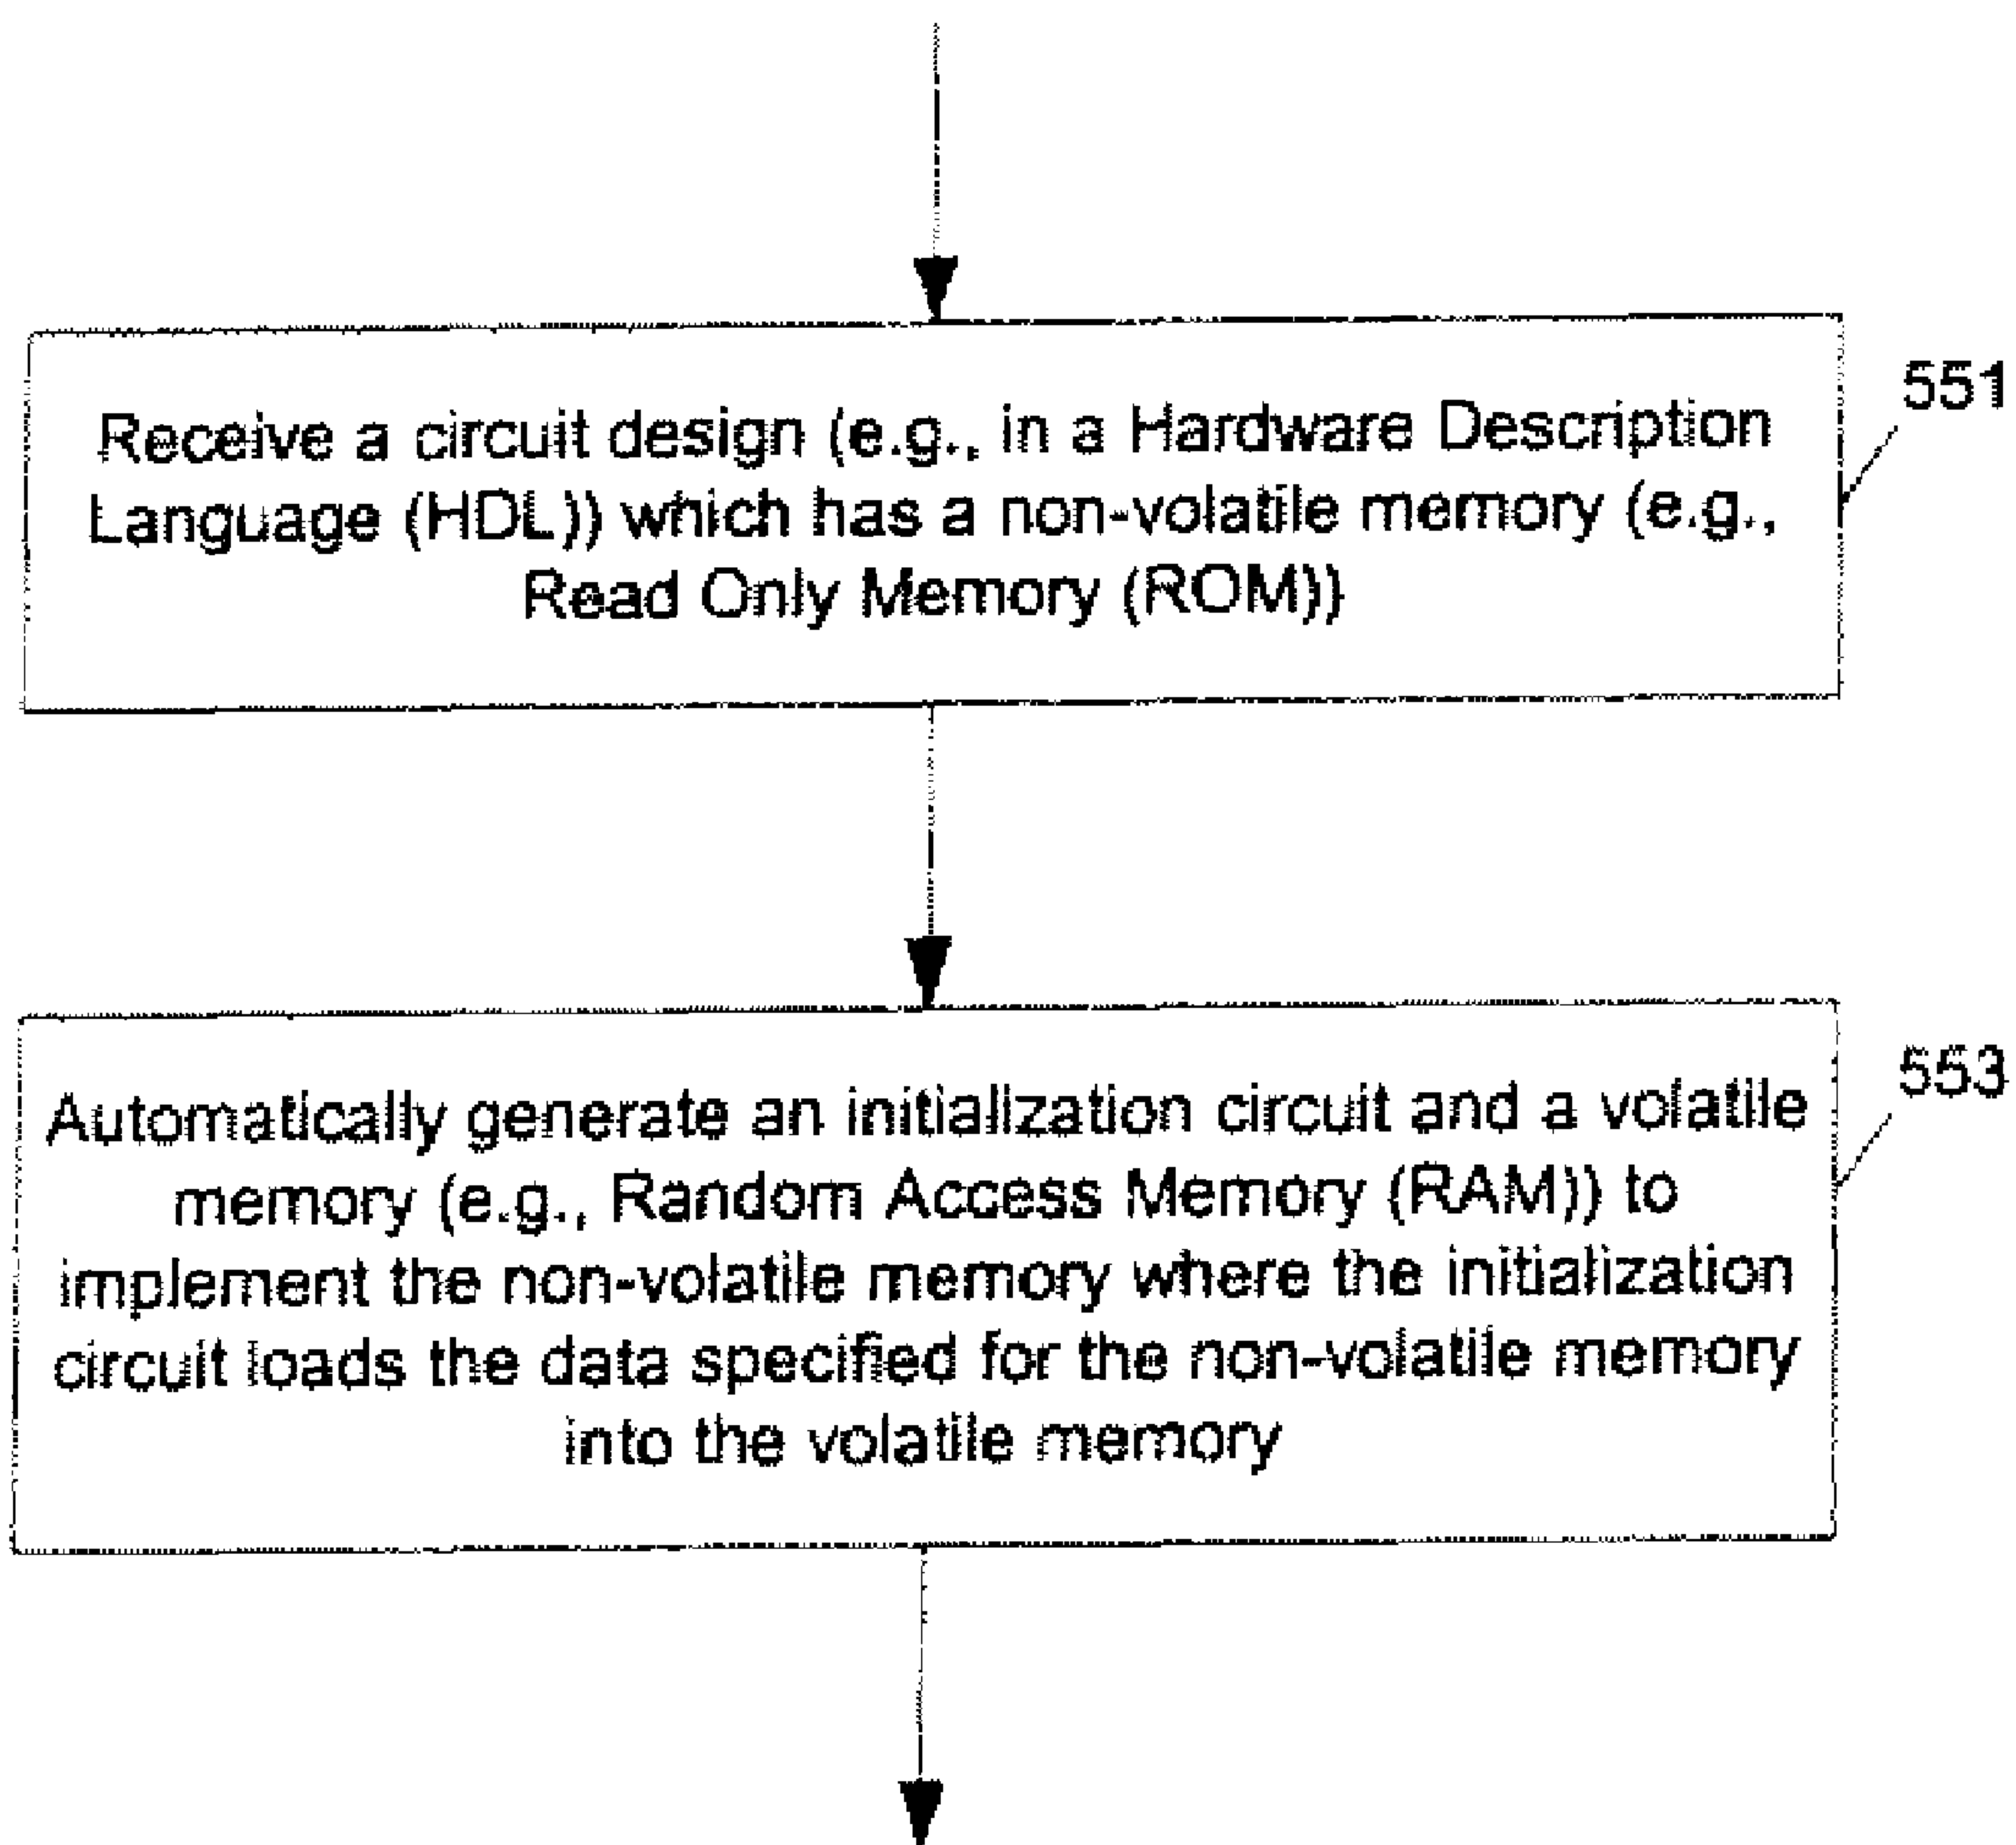 Receive a circuit design (e.g., in a Hardware Description
Language (HDL)) which has a non-volatile memory (e.g.,
Read Only Memory (ROM))
551
Automatically generate an initialization circuit and a volatile
memory (e.g., Random Access Memory (RAM)) to
implement the non-volatile memory where the initialization
circuit loads the data specified for the non-volatile memory
into the volatile memory
553